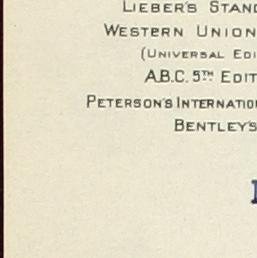 LIEBER'S STAND
WESTERN UNION
(UNIVERSAL EDI
A.B.C. 5TH EDIT
PETERSON'S INTERNATIO
BENTLEY'S